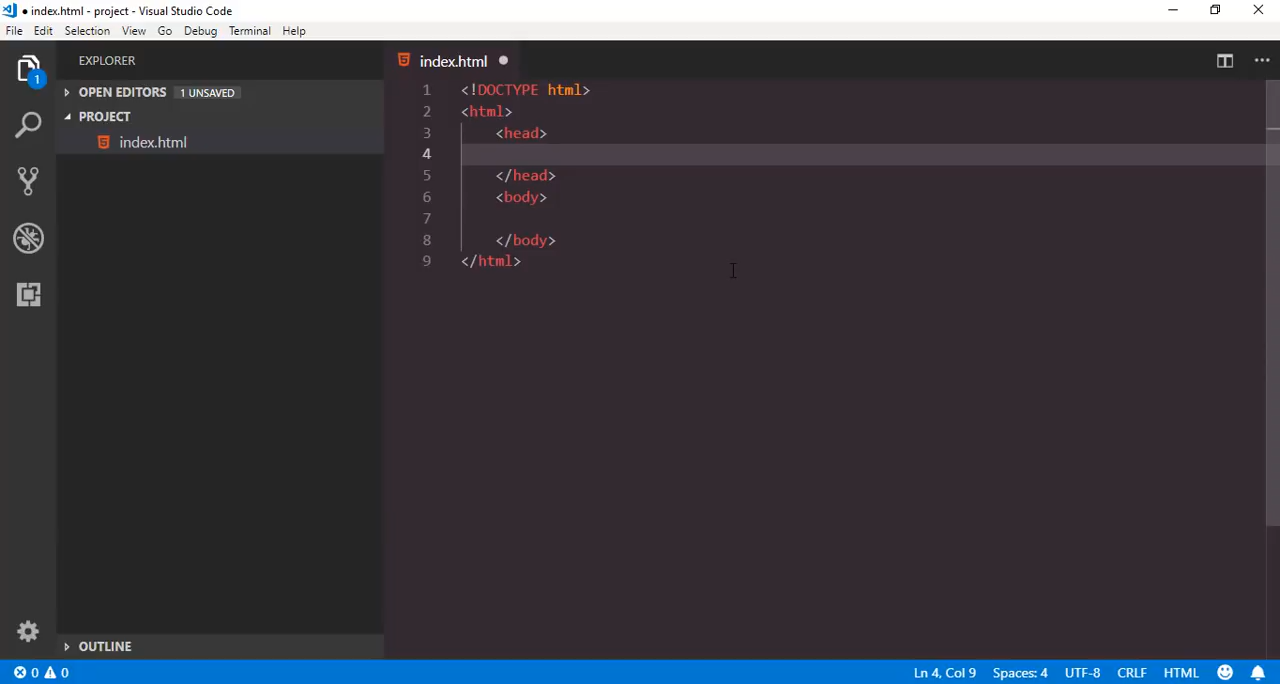 ● index.html - project - Visual Studio Code
File Edit Selection View Go Debug Terminal Help
1
EXPLORER
OPEN EDITORS 1 UNSAVED
PROJECT
index.html
OUTLINE
index.html ●
1 <!DOCTYPE html>
2 <html>
3     <head>
4
5     </head>
6     <body>
7
8     </body>
9 </html>
0 0 Ln 4, Col 9 Spaces: 4 UTF-8 CRLF HTML